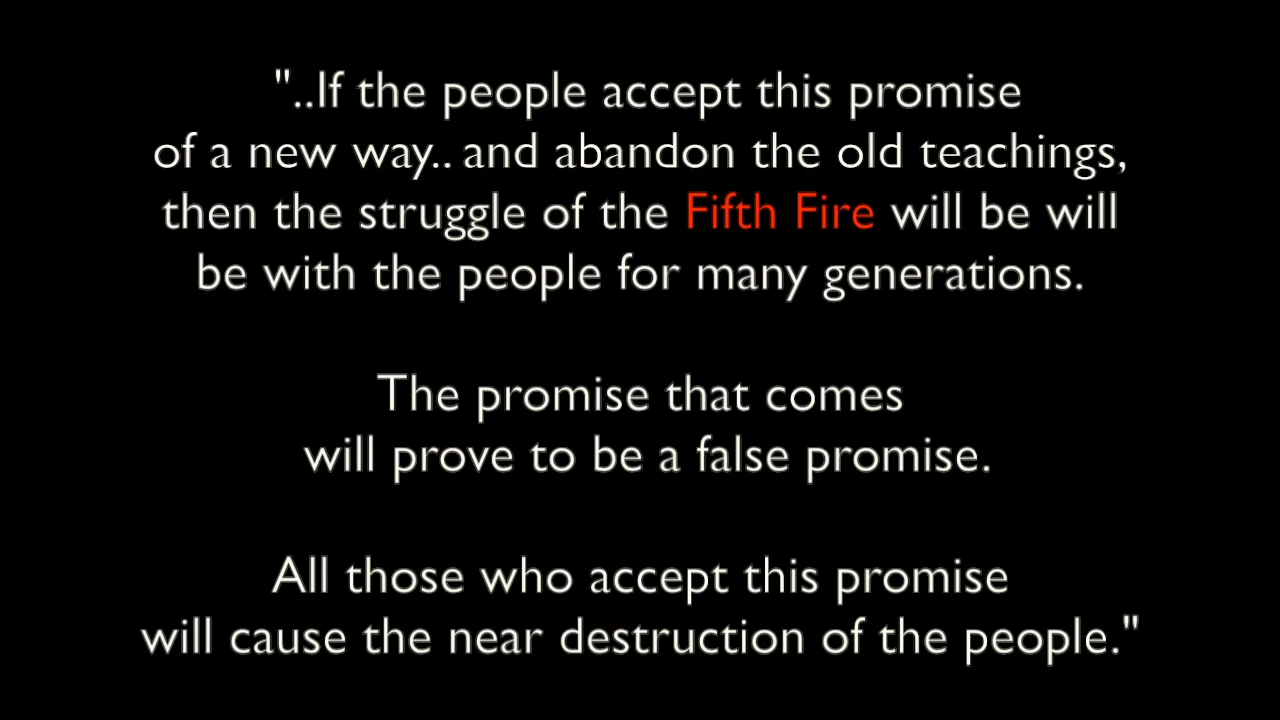 "..If the people accept this promise
of a new way.. and abandon the old teachings,
then the struggle of the Fifth Fire will be will
be with the people for many generations.
The promise that comes
will prove to be a false promise.
All those who accept this promise
will cause the near destruction of the people."